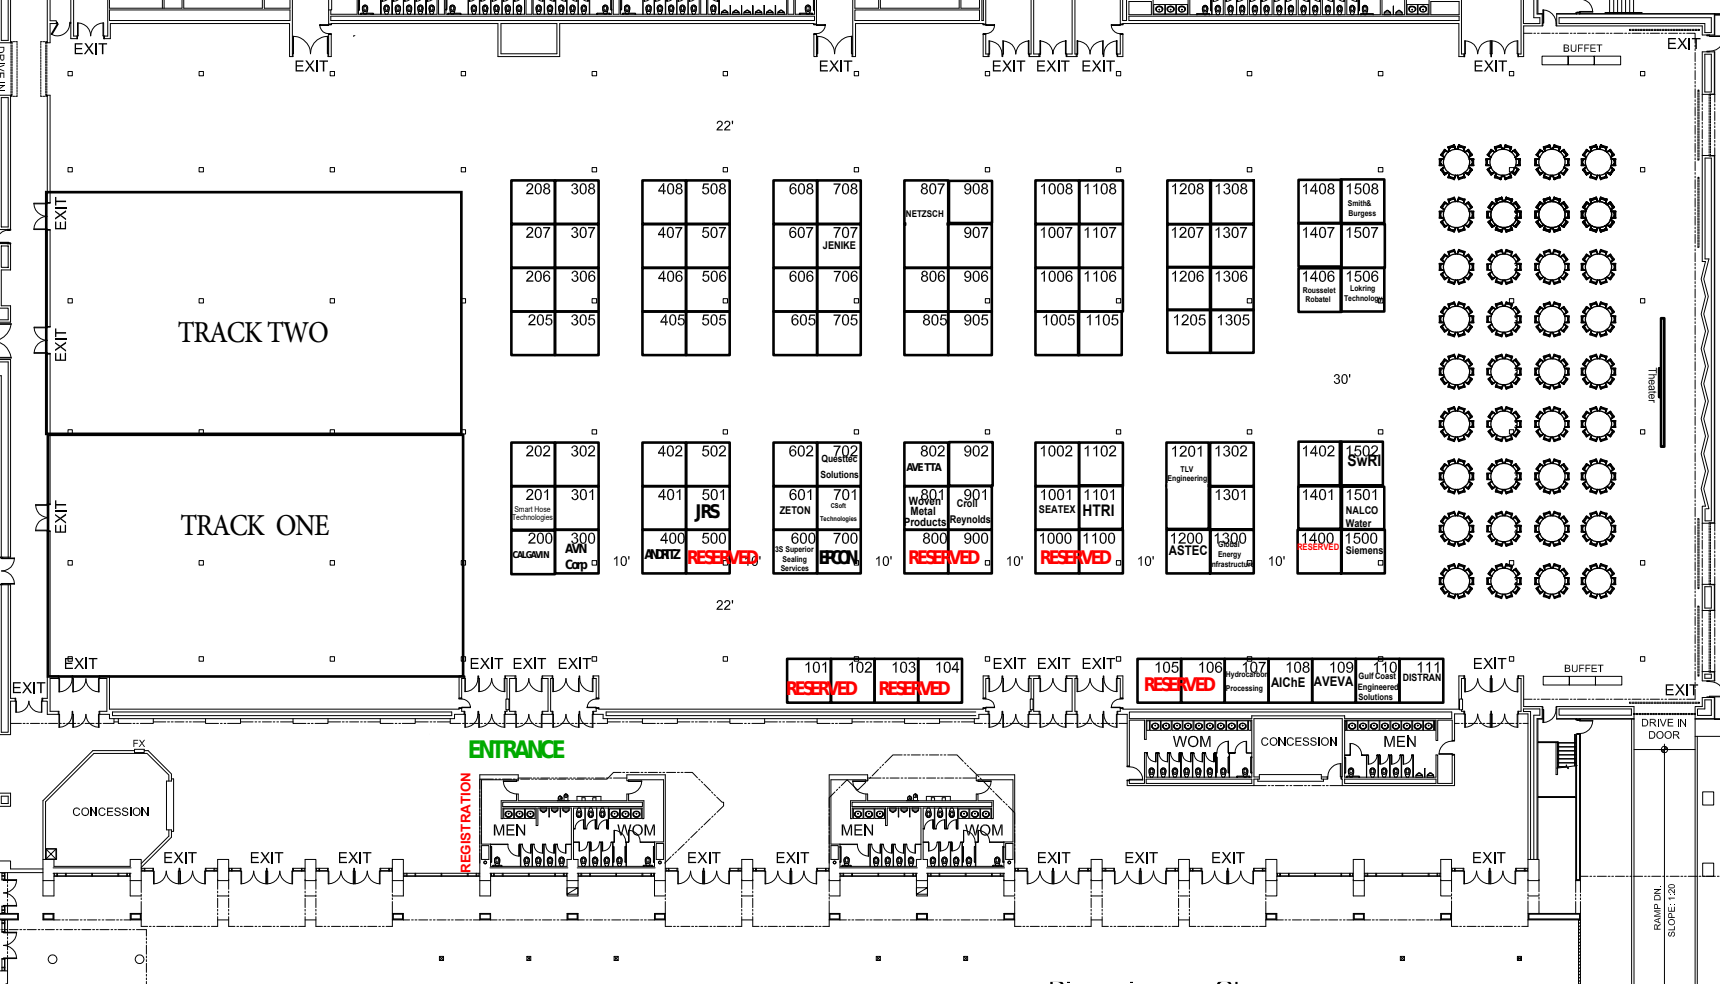 EXIT
EXIT
EXIT
EXIT EXIT EXIT
EXIT
BUFFET
EXIT
DRIVE IN
22'
EXIT
EXIT
TRACK TWO
208 308
207 307
206 306
205 305
408 508
407 507
406 506
405 505
608 708
607 707
JENIKE
606 706
605 705
807 908
NETZSCH
907
806 906
805 905
1008 1108
1007 1107
1006 1106
1005 1105
1208 1308
1207 1307
1206 1306
1205 1305
1408 1508
Smith&
Burgess
1407 1507
1406 1506
Rousselet
Robatel
Lokring
Technology
30'
Theater
EXIT
TRACK ONE
202 302
201 301
Smart Hose
Technologies
200 300
CALGAVIN
AVN
Corp
10'
402 502
401 501
JRS
400 500
ANDRITZ
RESERVED
10'
602 702
Questtec
Solutions
601 701
ZETON
CSoft
Technologies
600 700
3S Superior
Sealing
Services
EPCON
10'
802 902
AVETTA
801 901
Woven
Metal
Products
Croll
Reynolds
800 900
RESERVED
10'
1002 1102
1001 1101
SEATEX HTRI
1000 1100
RESERVED
10'
1201 1302
TLV
Engineering
1301
1200 1300
ASTEC
Global
Energy
Infrastructure
10'
1402 1502
SwRI
1401 1501
NALCO
Water
1400 1500
RESERVED
Siemens
22'
EXIT
EXIT EXIT EXIT
101 102 103 104
RESERVED RESERVED
EXIT EXIT EXIT
105 106 107 108 109 110 111
RESERVED
Hydrocarbon
Processing
AIChE
AVEVA
Gulf Coast
Engineered
Solutions
DISTRAN
EXIT
BUFFET
EXIT
EXIT
ENTRANCE
REGISTRATION
FX
CONCESSION
WOM
CONCESSION
MEN
DRIVE IN
DOOR
MEN WOM
MEN WOM
EXIT EXIT EXIT
EXIT EXIT
EXIT EXIT EXIT
EXIT
RAMP DN.
SLOPE: 1:20